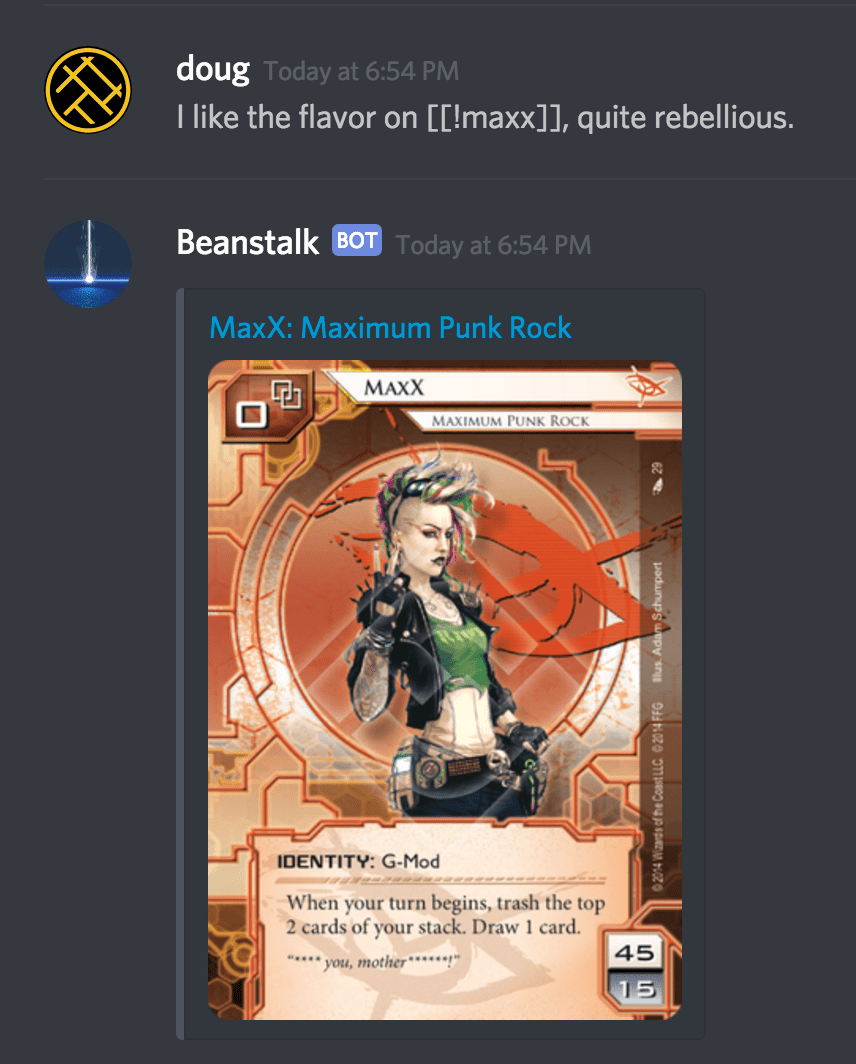 doug Today at 6:54 PM
I like the flavor on [[!maxx]], quite rebellious.
Beanstalk BOT Today at 6:54 PM
MaxX: Maximum Punk Rock
MaxX
Maximum Punk Rock
29
Illus. Adam Schumpert
© 2014 Wizards of the Coast LLC. © 2014 FFG
IDENTITY: G-Mod
When your turn begins, trash the top
2 cards of your stack. Draw 1 card.
"**** you, mother******!"
45
15